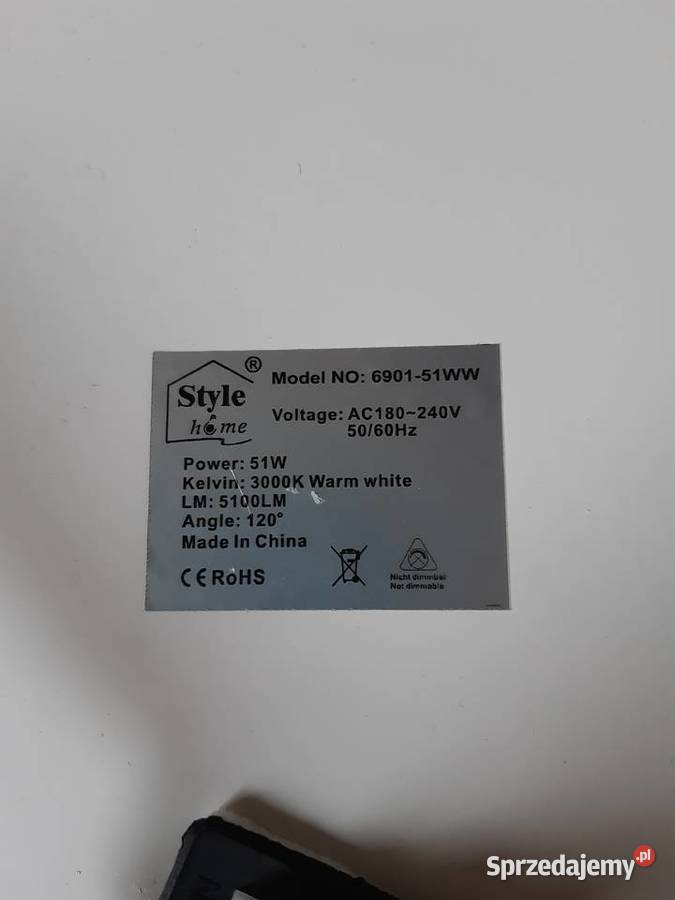 Style
home
®
Model NO: 6901-51WW
Voltage: AC180~240V
50/60Hz
Power: 51W
Kelvin: 3000K Warm white
LM: 5100LM
Angle: 120°
Made In China
CE RoHS
Nicht dimmbar
Not dimmable
Sprzedajemy.pl